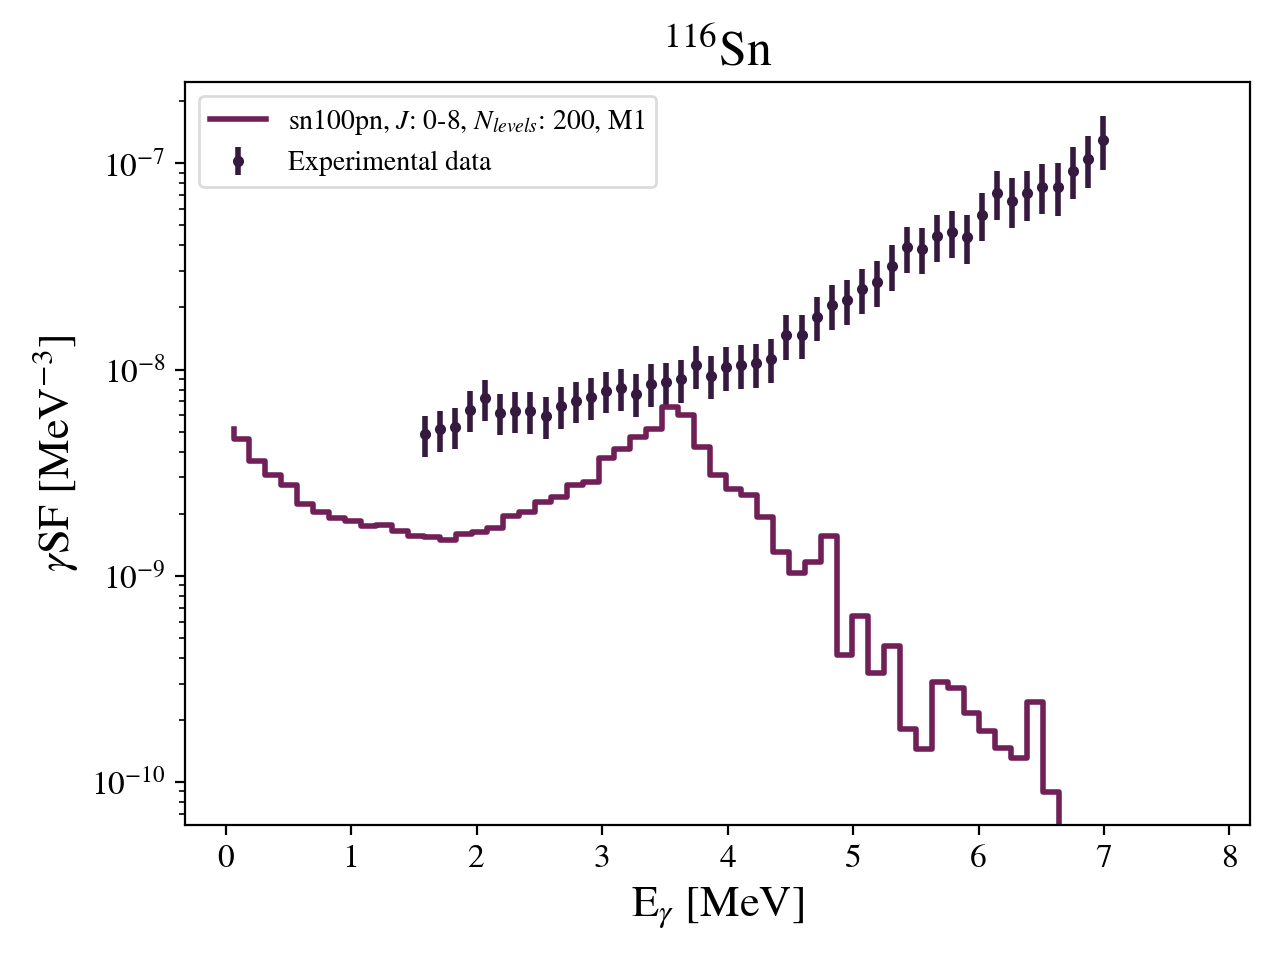 ¹¹⁶Sn
sn100pn, J: 0-8, N_levels: 200, M1
Experimental data
10⁻⁷
10⁻⁸
10⁻⁹
10⁻¹⁰
γSF [MeV⁻³]
0 1 2 3 4 5 6 7 8
E_γ [MeV]